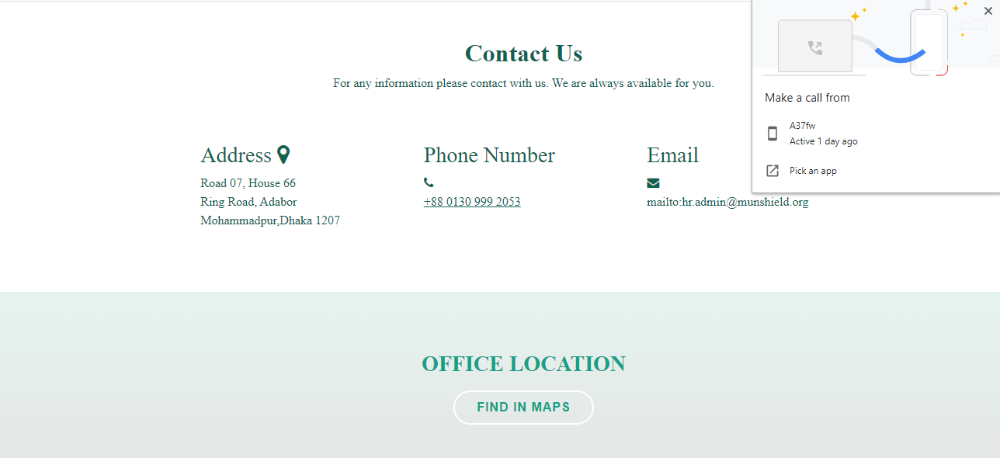 Contact Us
For any information please contact with us. We are always available for you.
Address
Road 07, House 66
Ring Road, Adabor
Mohammadpur,Dhaka 1207
Phone Number
+88 0130 999 2053
Email
mailto:hr.admin@munshield.org
Make a call from
A37fw
Active 1 day ago
Pick an app
OFFICE LOCATION
FIND IN MAPS